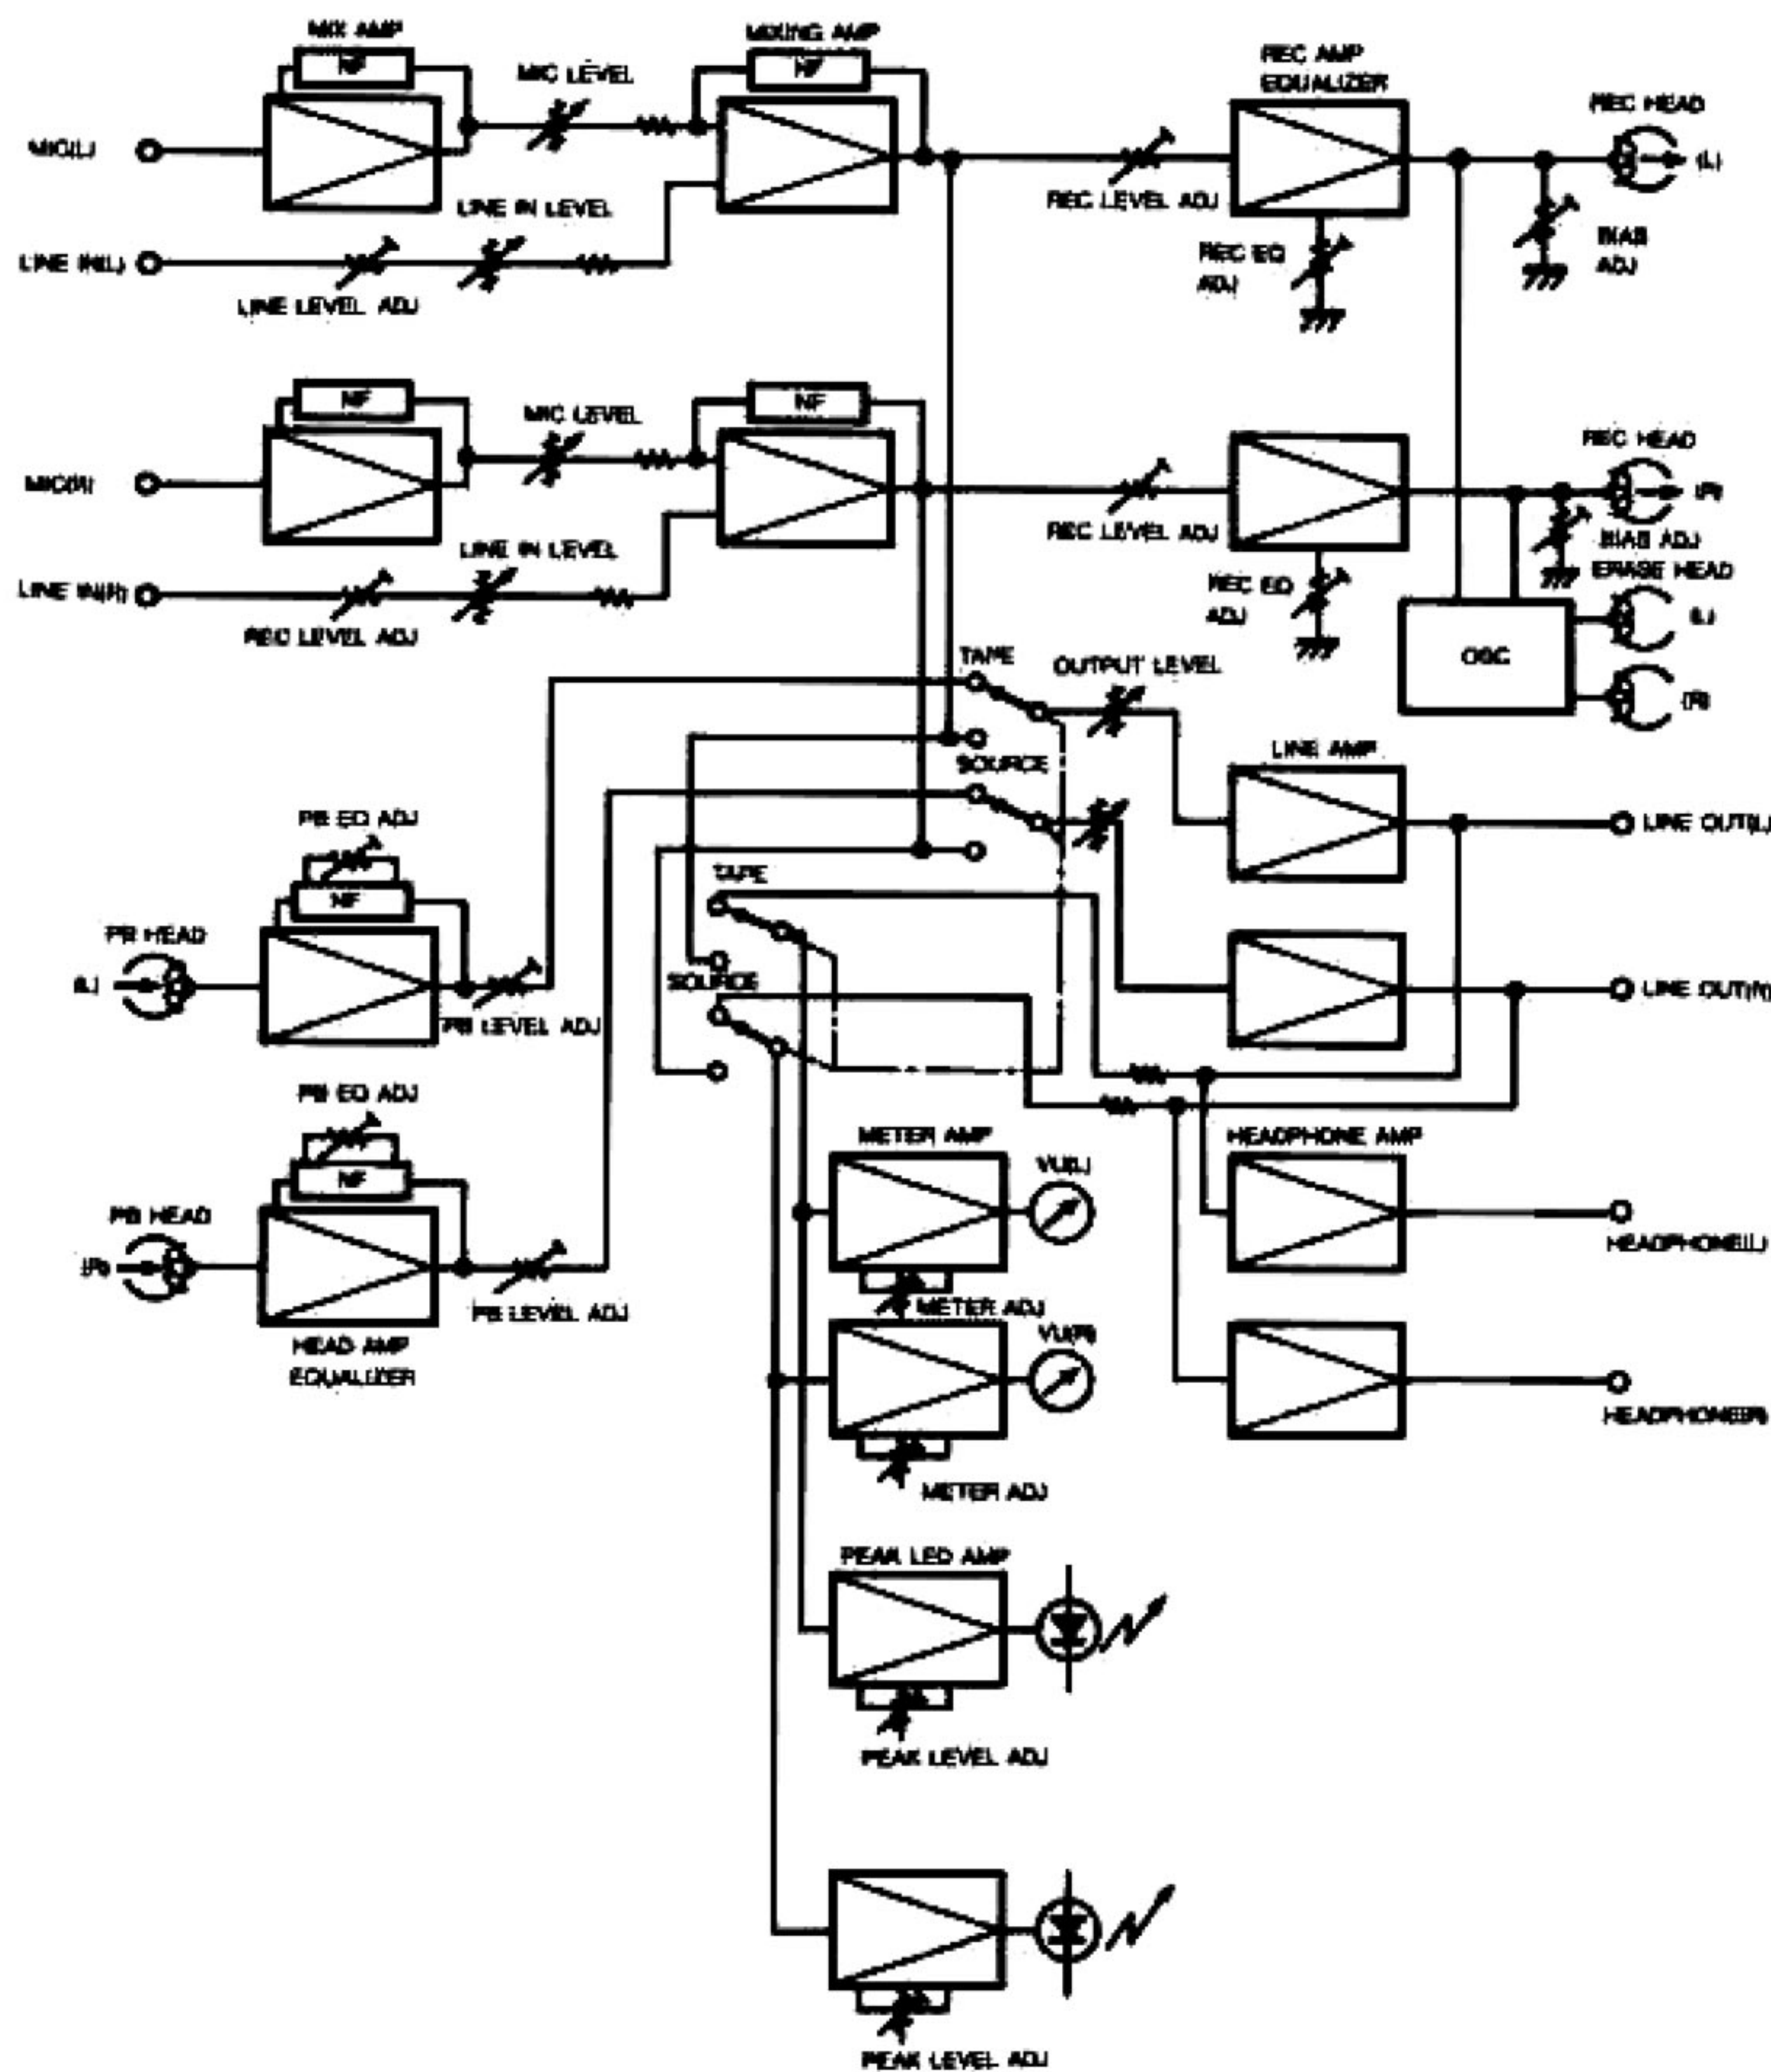 MIX AMP
MIXING AMP
REC AMP
EQUALIZER
NF
NF
MIC LEVEL
REC HEAD
MIC(L)
(L)
LINE IN LEVEL
REC LEVEL ADJ
LINE IN(L)
REC EQ
ADJ
BIAS
ADJ
LINE LEVEL ADJ
NF
NF
MIC LEVEL
REC HEAD
MIC(R)
(R)
LINE IN LEVEL
REC LEVEL ADJ
BIAS ADJ
ERASE HEAD
LINE IN(R)
REC EQ
ADJ
(L)
REC LEVEL ADJ
TAPE
OUTPUT LEVEL
OSC
(R)
LINE AMP
SOURCE
PB EQ ADJ
LINE OUT(L)
TAPE
NF
PB HEAD
SOURCE
(L)
LINE OUT(R)
PB LEVEL ADJ
PB EQ ADJ
METER AMP
HEADPHONE AMP
VU(L)
NF
PB HEAD
HEADPHONE(L)
(R)
PB LEVEL ADJ
METER ADJ
VU(R)
HEAD AMP
EQUALIZER
HEADPHONE(R)
METER ADJ
PEAK LED AMP
PEAK LEVEL ADJ
PEAK LEVEL ADJ